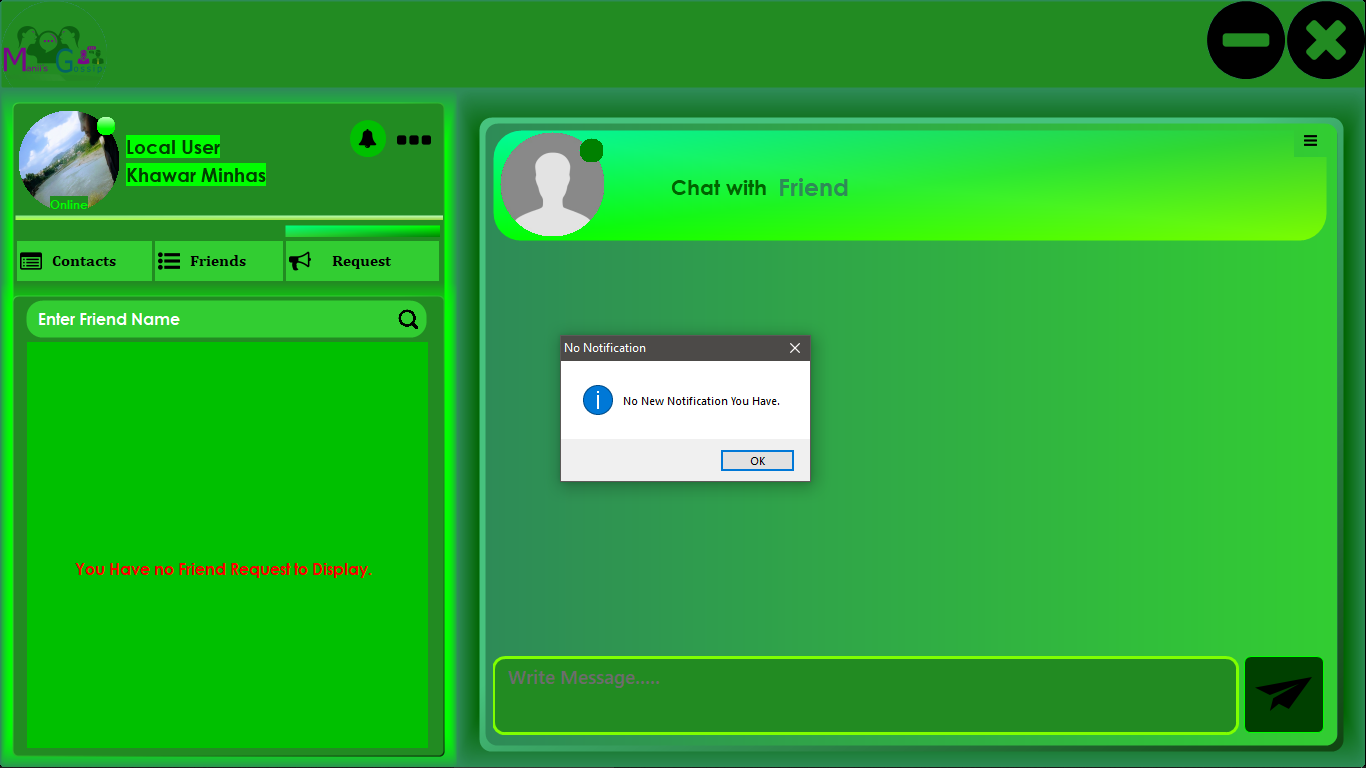 Mania's Gossip
Local User
Khawar Minhas
Online
Contacts
Friends
Request
Enter Friend Name
You Have no Friend Request to Display.
Chat with Friend
No Notification
No New Notification You Have.
OK
Write Message.....